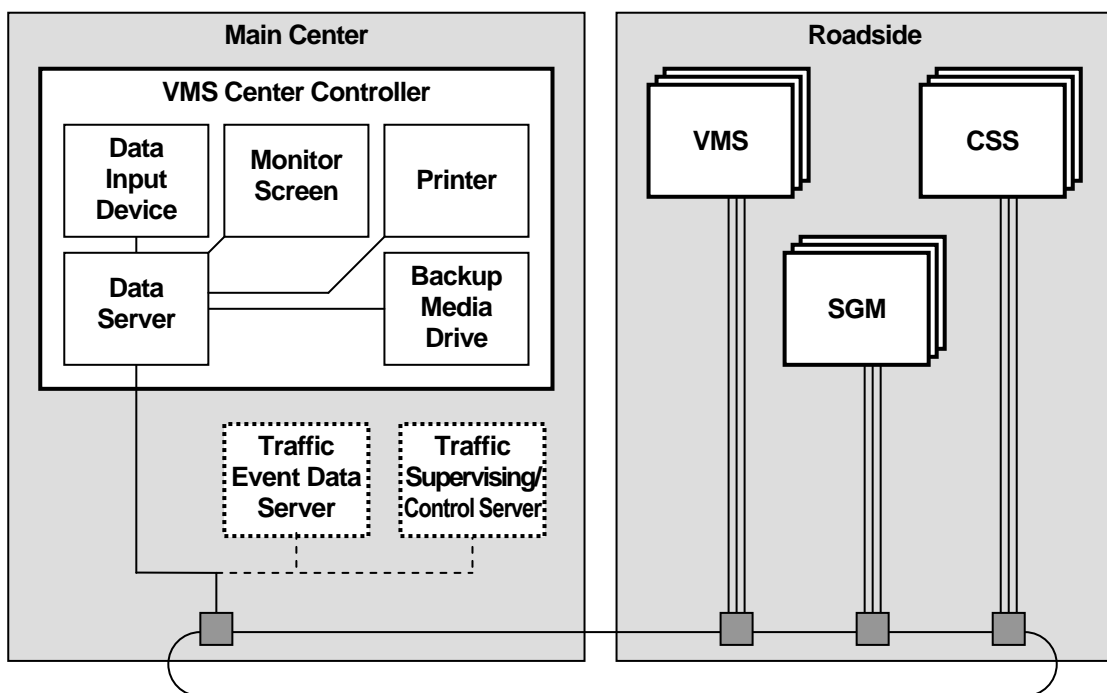 Main Center
VMS Center Controller
Data
Input
Device
Monitor
Screen
Printer
Data
Server
Backup
Media
Drive
Traffic
Event Data
Server
Traffic
Supervising/
Control Server
Roadside
VMS
CSS
SGM